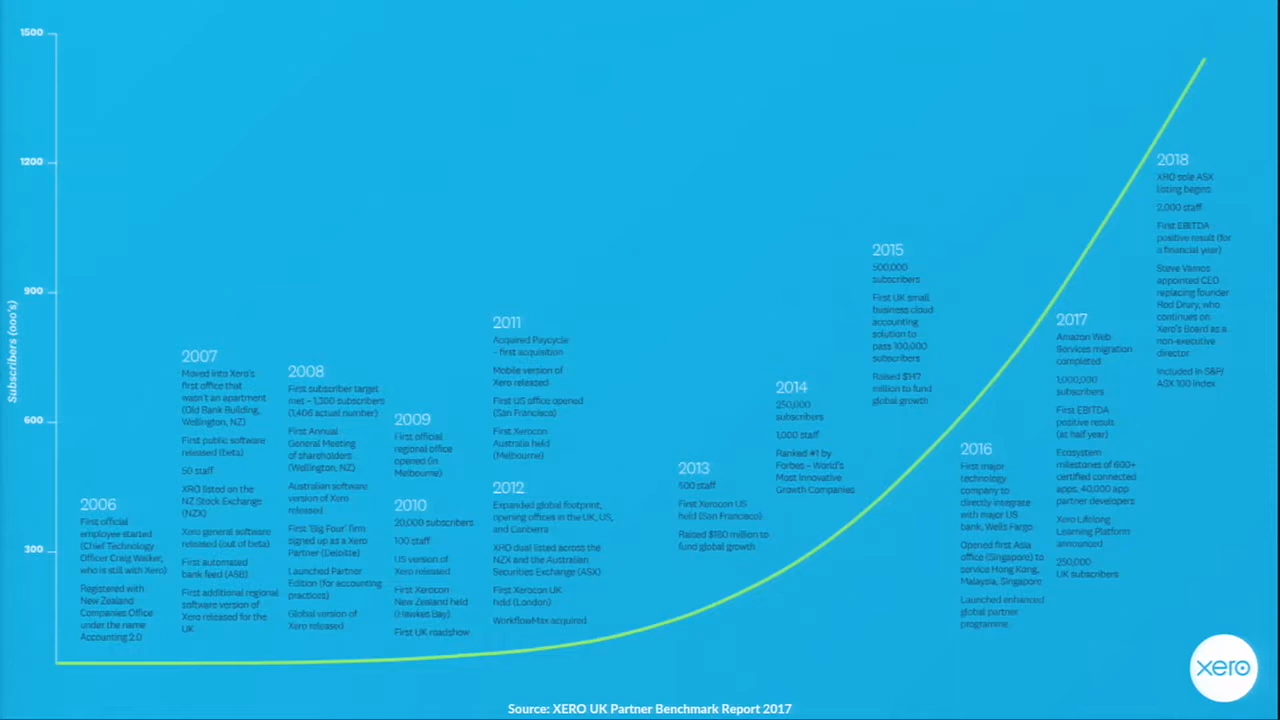 1500
1200
900
600
300
Subscribers (000's)
2006
First official
employee started
(Chief Technology
Officer Craig Walker,
who is still with Xero)
Registered with
New Zealand
Companies Office
under the name
Accounting 2.0
2007
Moved into Xero's
first office that
wasn't an apartment
(Old Bank Building,
Wellington, NZ)
First public software
released (beta)
50 staff
XRO listed on the
NZ Stock Exchange
(NZX)
Xero general software
released (out of beta)
First automated
bank feed (ASB)
First additional regional
software version of
Xero released for the
UK
2008
First subscriber target
met – 1,300 subscribers
(1,406 actual number)
First Annual
General Meeting
of shareholders
(Wellington, NZ)
Australian software
version of Xero
released
First 'Big Four' firm
signed up as a Xero
Partner (Deloitte)
Launched Partner
Edition (for accounting
practices)
Global version of
Xero released
2009
First official
regional office
opened (in
Melbourne)
2010
20,000 subscribers
100 staff
US version of
Xero released
First Xerocon
New Zealand held
(Hawkes Bay)
First UK roadshow
2011
Acquired Paycycle
– first acquisition
Mobile version of
Xero released
First US office opened
(San Francisco)
First Xerocon
Australia held
(Melbourne)
2012
Expanded global footprint,
opening offices in the UK, US,
and Canberra
XHO dual listed across the
NZX and the Australian
Securities Exchange (ASX)
First Xerocon UK
held (London)
WorkflowMax acquired
2013
500 staff
First Xerocon US
held (San Francisco)
Raised $180 million to
fund global growth
2014
250,000
subscribers
1,000 staff
Ranked #1 by
Forbes – World's
Most Innovative
Growth Companies
2015
500,000
subscribers
First UK small
business cloud
accounting
solution to
pass 100,000
subscribers
Raised $147
million to fund
global growth
2016
First major
technology
company to
directly integrate
with major US
bank, Wells Fargo
Opened first Asia
office (Singapore) to
service Hong Kong,
Malaysia, Singapore
Launched enhanced
global partner
programme
2017
Amazon Web
Services migration
completed
1,000,000
subscribers
First EBITDA
positive result
(at half year)
Ecosystem
milestones of 600+
certified connected
apps, 40,000 app
partner developers
Xero Lifelong
Learning Platform
announced
250,000
UK subscribers
2018
XRO sole ASX
listing begins
2,000 staff
First EBITDA
positive result (for
a financial year)
Steve Vamos
appointed CEO
replacing founder
Rod Drury, who
continues on
Xero's Board as a
non-executive
director
Included in S&P/
ASX 100 index
xero
Source: XERO UK Partner Benchmark Report 2017